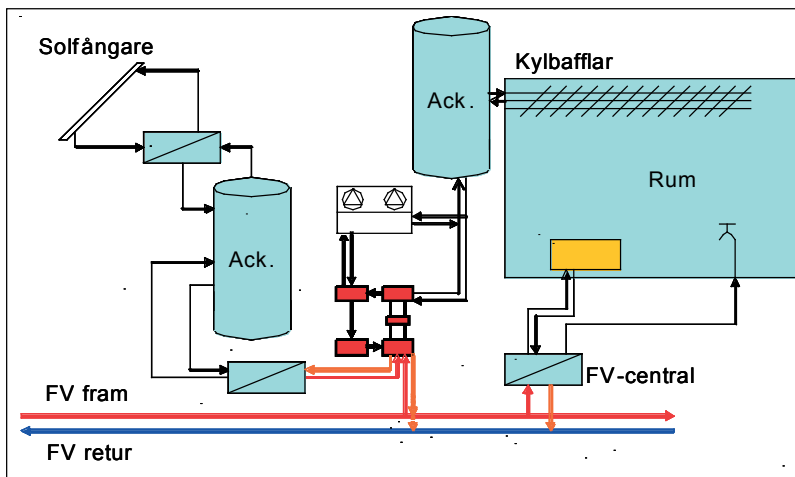 Solfångare
Ack.
Kylbafflar
Rum
Ack.
FV-central
FV fram
FV retur